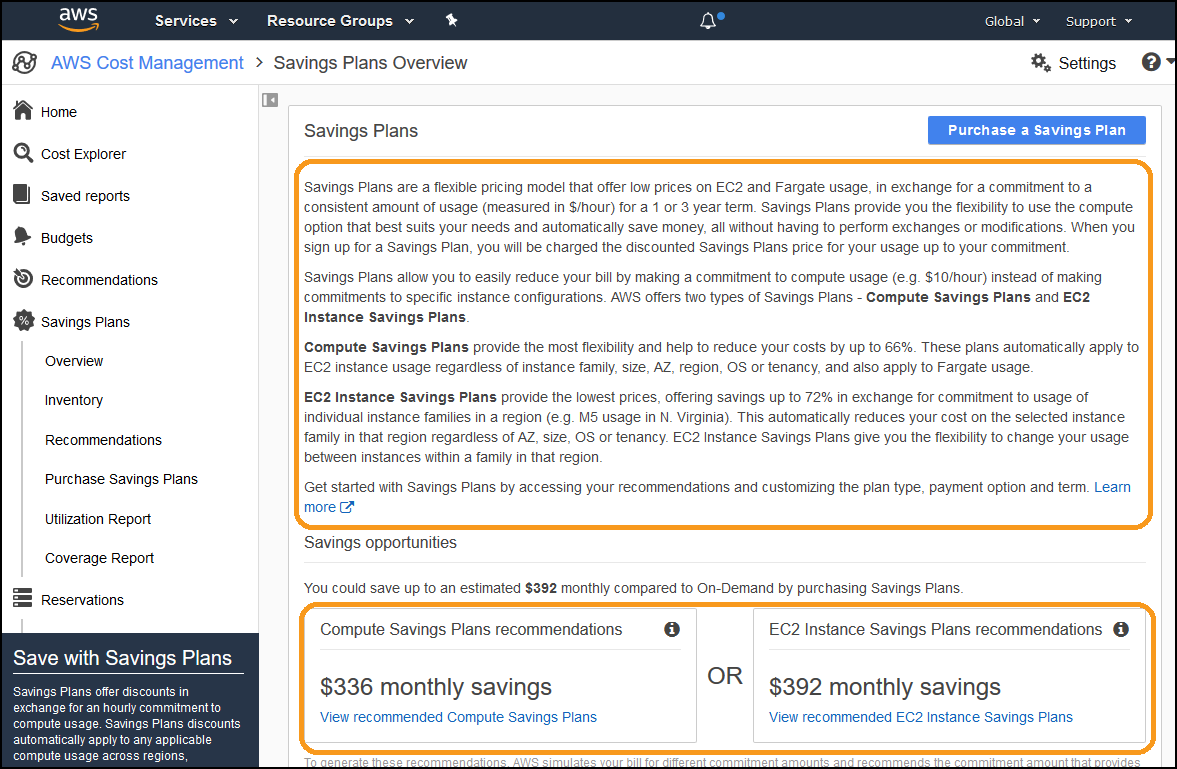 aws Services Resource Groups Global Support
AWS Cost Management > Savings Plans Overview Settings ?
Home
Cost Explorer
Saved reports
Budgets
Recommendations
% Savings Plans
Overview
Inventory
Recommendations
Purchase Savings Plans
Utilization Report
Coverage Report
Reservations
Save with Savings Plans
Savings Plans offer discounts in
exchange for an hourly commitment to
compute usage. Savings Plans discounts
automatically apply to any applicable
compute usage across regions,
Savings Plans Purchase a Savings Plan
Savings Plans are a flexible pricing model that offer low prices on EC2 and Fargate usage, in exchange for a commitment to a
consistent amount of usage (measured in $/hour) for a 1 or 3 year term. Savings Plans provide you the flexibility to use the compute
option that best suits your needs and automatically save money, all without having to perform exchanges or modifications. When you
sign up for a Savings Plan, you will be charged the discounted Savings Plans price for your usage up to your commitment.
Savings Plans allow you to easily reduce your bill by making a commitment to compute usage (e.g. $10/hour) instead of making
commitments to specific instance configurations. AWS offers two types of Savings Plans - Compute Savings Plans and EC2
Instance Savings Plans.
Compute Savings Plans provide the most flexibility and help to reduce your costs by up to 66%. These plans automatically apply to
EC2 instance usage regardless of instance family, size, AZ, region, OS or tenancy, and also apply to Fargate usage.
EC2 Instance Savings Plans provide the lowest prices, offering savings up to 72% in exchange for commitment to usage of
individual instance families in a region (e.g. M5 usage in N. Virginia). This automatically reduces your cost on the selected instance
family in that region regardless of AZ, size, OS or tenancy. EC2 Instance Savings Plans give you the flexibility to change your usage
between instances within a family in that region.
Get started with Savings Plans by accessing your recommendations and customizing the plan type, payment option and term. Learn
more
Savings opportunities
You could save up to an estimated $392 monthly compared to On-Demand by purchasing Savings Plans.
Compute Savings Plans recommendations
$336 monthly savings
View recommended Compute Savings Plans
OR
EC2 Instance Savings Plans recommendations
$392 monthly savings
View recommended EC2 Instance Savings Plans
To generate these recommendations, AWS simulates your bill for different commitment amounts and recommends the commitment amount that provides